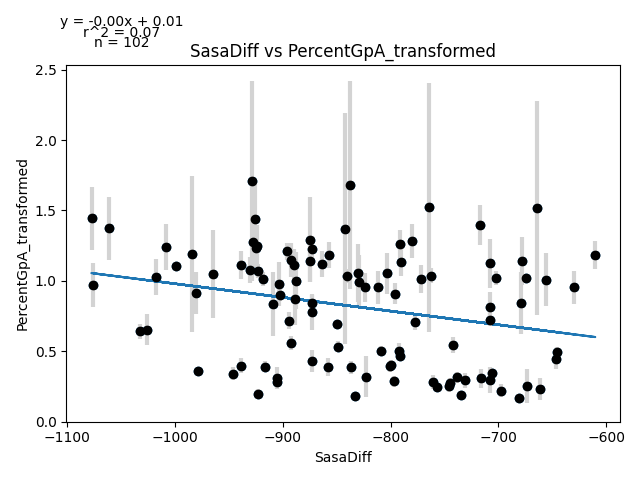 y = -0.00x + 0.01
r^2 = 0.07
n = 102
SasaDiff vs PercentGpA_transformed
2.5
2.0
1.5
1.0
0.5
0.0
PercentGpA_transformed
−1100 −1000 −900 −800 −700 −600
SasaDiff